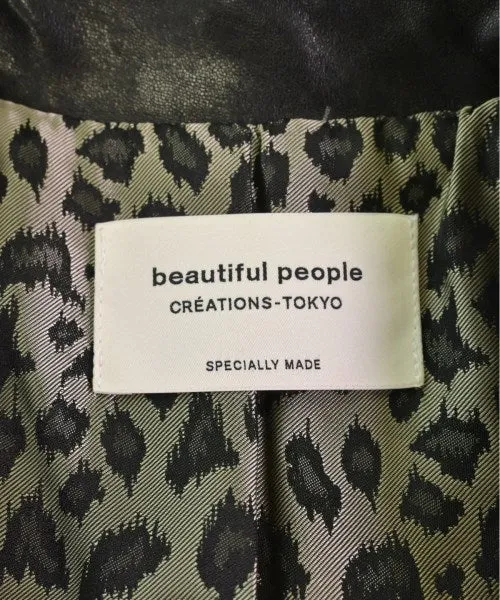 beautiful people
CRÉATIONS-TOKYO
SPECIALLY MADE